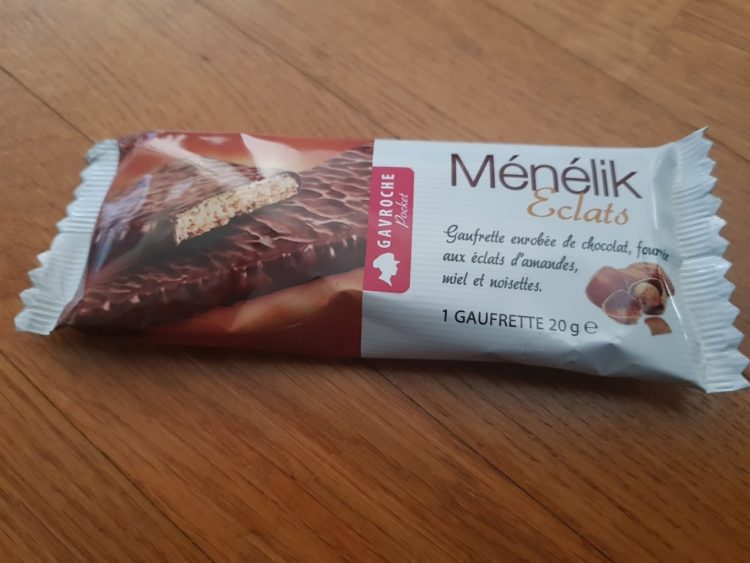 GAVROCHE
Pocket
Ménélik
Eclats
Gaufrette enrobée de chocolat, fourrée
aux éclats d'amandes,
miel et noisettes.
1 GAUFRETTE 20 g e